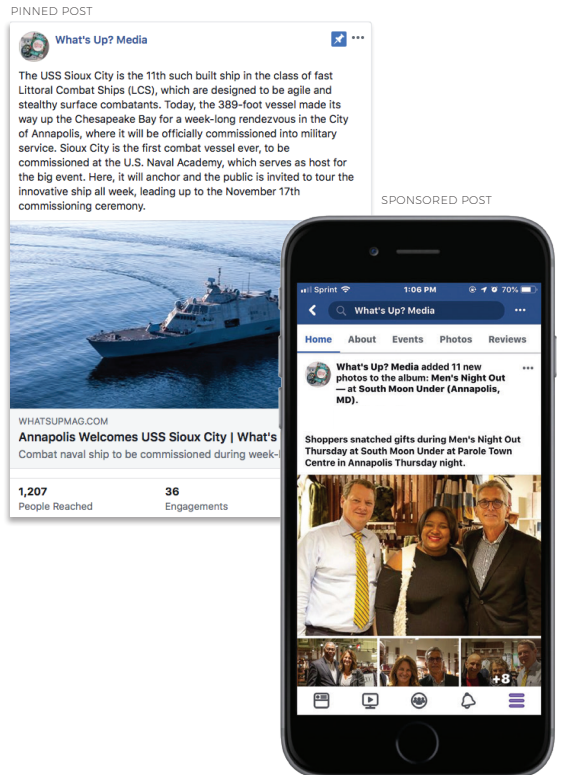 PINNED POST
What's Up? Media
The USS Sioux City is the 11th such built ship in the class of fast
Littoral Combat Ships (LCS), which are designed to be agile and
stealthy surface combatants. Today, the 389-foot vessel made its
way up the Chesapeake Bay for a week-long rendezvous in the City
of Annapolis, where it will be officially commissioned into military
service. Sioux City is the first combat vessel ever, to be
commissioned at the U.S. Naval Academy, which serves as host for
the big event. Here, it will anchor and the public is invited to tour the
innovative ship all week, leading up to the November 17th
commissioning ceremony.
WHATSUPMAG.COM
Annapolis Welcomes USS Sioux City | What's
Combat naval ship to be commissioned during week-
1,207
People Reached
36
Engagements
SPONSORED POST
Sprint
1:06 PM
70%
What's Up? Media
Home About Events Photos Reviews
What's Up? Media added 11 new
photos to the album: Men's Night Out
— at South Moon Under (Annapolis,
MD).
Shoppers snatched gifts during Men's Night Out
Thursday at South Moon Under at Parole Town
Centre in Annapolis Thursday night.
+8